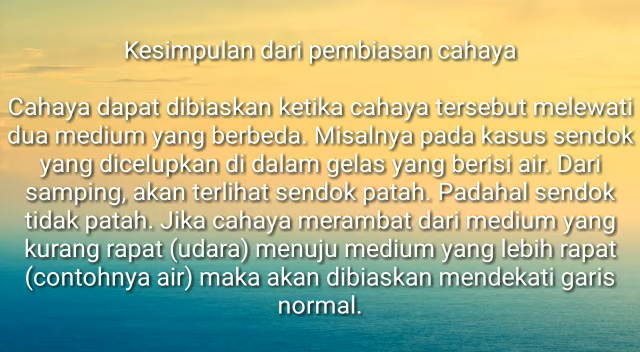 Kesimpulan dari pembiasan cahaya
Cahaya dapat dibiaskan ketika cahaya tersebut melewati
dua medium yang berbeda. Misalnya pada kasus sendok
yang dicelupkan di dalam gelas yang berisi air. Dari
samping, akan terlihat sendok patah. Padahal sendok
tidak patah. Jika cahaya merambat dari medium yang
kurang rapat (udara) menuju medium yang lebih rapat
(contohnya air) maka akan dibiaskan mendekati garis
normal.